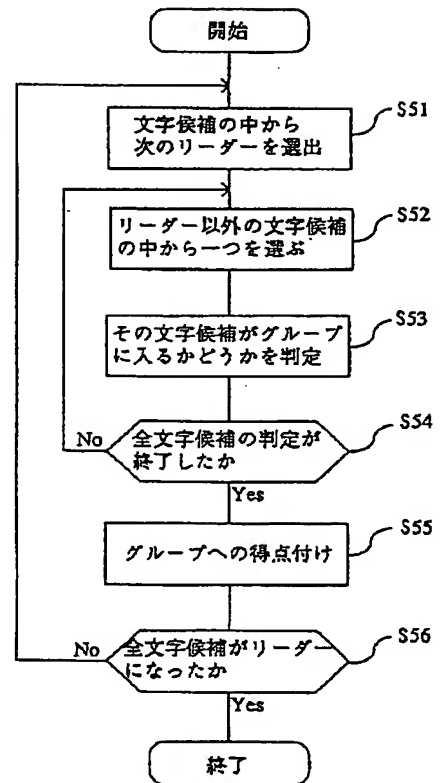 開始
文字候補の中から
次のリーダーを選出
S51
リーダー以外の文字候補
の中から一つを選ぶ
S52
その文字候補がグループ
に入るかどうかを判定
S53
全文字候補の判定が
終了したか
S54
No
Yes
グループへの得点付け
S55
全文字候補がリーダー
になったか
S56
No
Yes
終了